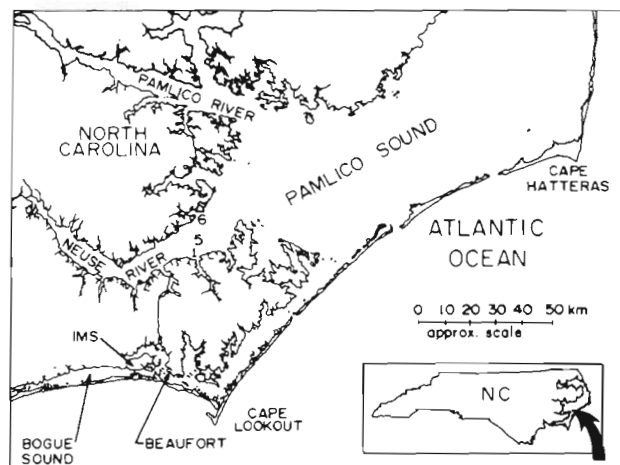 PAMLICO RIVER
NORTH
CAROLINA
PAMLICO SOUND
CAPE
HATTERAS
6
5
NEUSE RIVER
ATLANTIC
OCEAN
0 10 20 30 40 50 km
approx. scale
IMS
NC
CAPE
LOOKOUT
BOGUE
SOUND
BEAUFORT